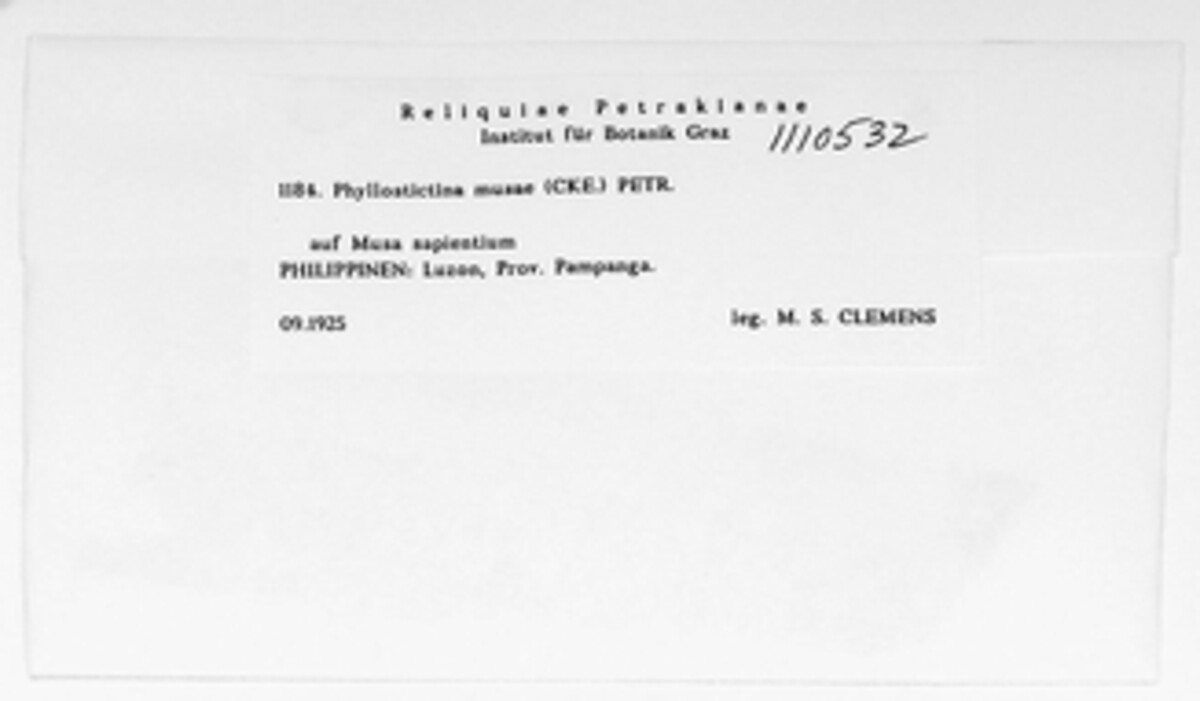 Reliquiae Petrakianae
Institut für Botanik Graz 1110532
1184. Phyllostictina musae (CKE.) PETR.
auf Musa sapientium
PHILIPPINEN: Luzon, Prov. Pampanga.
09.1925 leg. M. S. CLEMENS